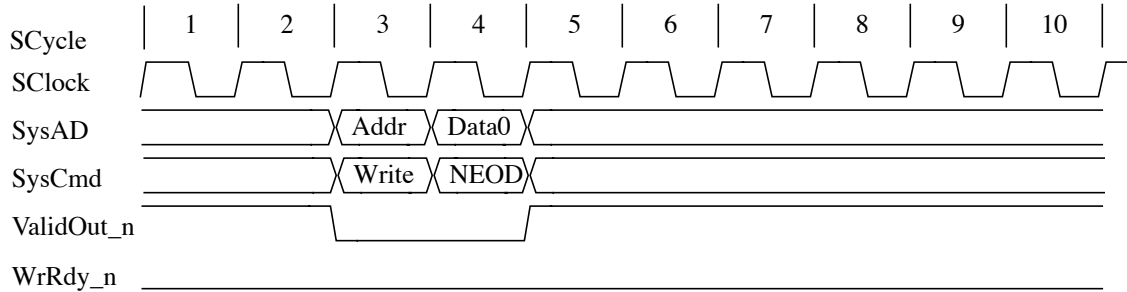 SCycle 1 2 3 4 5 6 7 8 9 10
SClock
SysAD Addr Data0
SysCmd Write NEOD
ValidOut_n
WrRdy_n